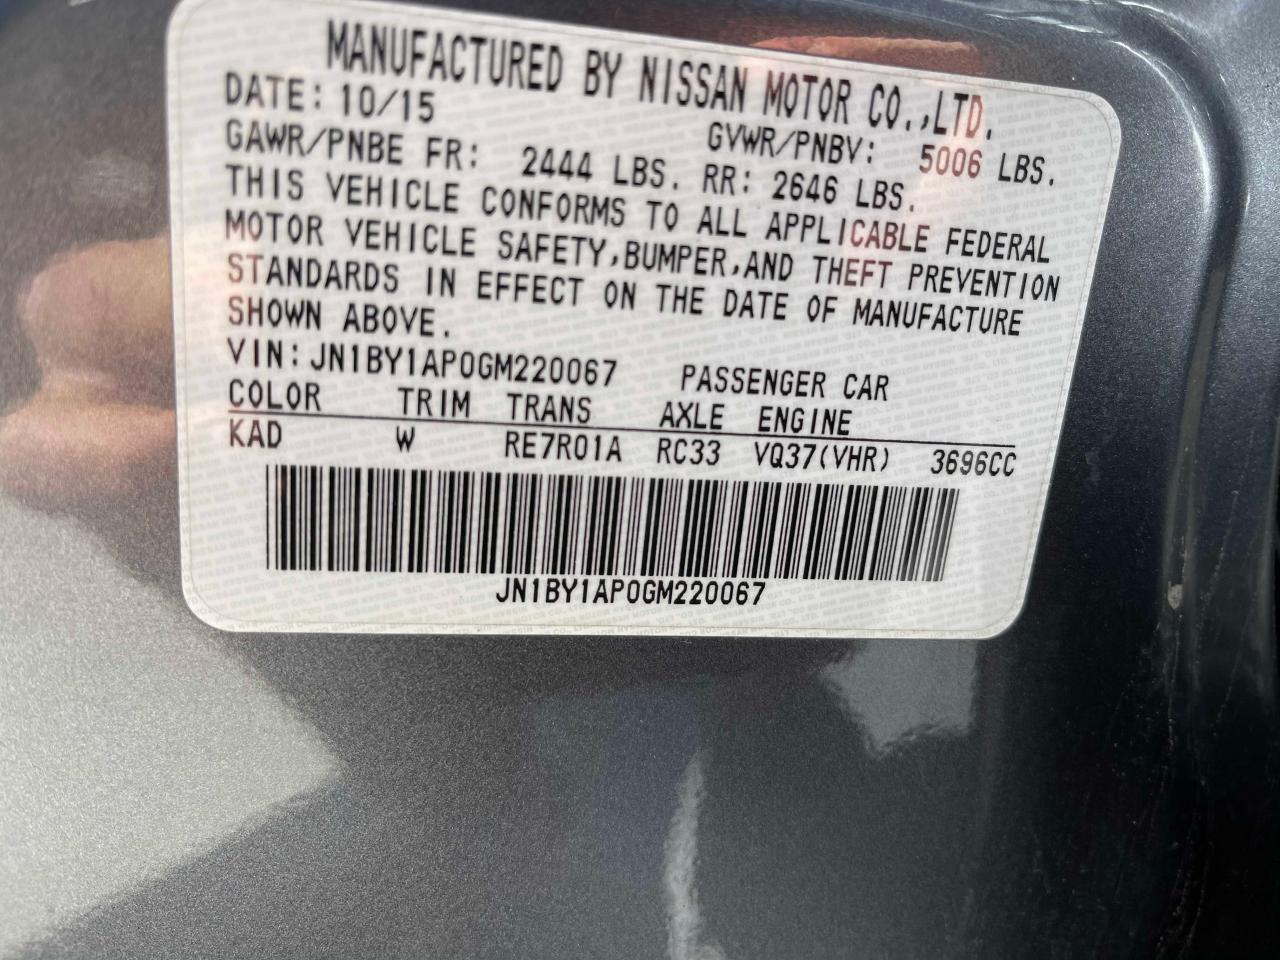 MANUFACTURED BY NISSAN MOTOR CO.,LTD.
DATE: 10/15 GVWR/PNBV: 5006 LBS.
GAWR/PNBE FR: 2444 LBS. RR: 2646 LBS.
THIS VEHICLE CONFORMS TO ALL APPLICABLE FEDERAL
MOTOR VEHICLE SAFETY,BUMPER,AND THEFT PREVENTION
STANDARDS IN EFFECT ON THE DATE OF MANUFACTURE
SHOWN ABOVE.
VIN: JN1BY1AP0GM220067 PASSENGER CAR
COLOR TRIM TRANS AXLE ENGINE
KAD W RE7R01A RC33 VQ37(VHR) 3696CC
JN1BY1AP0GM220067